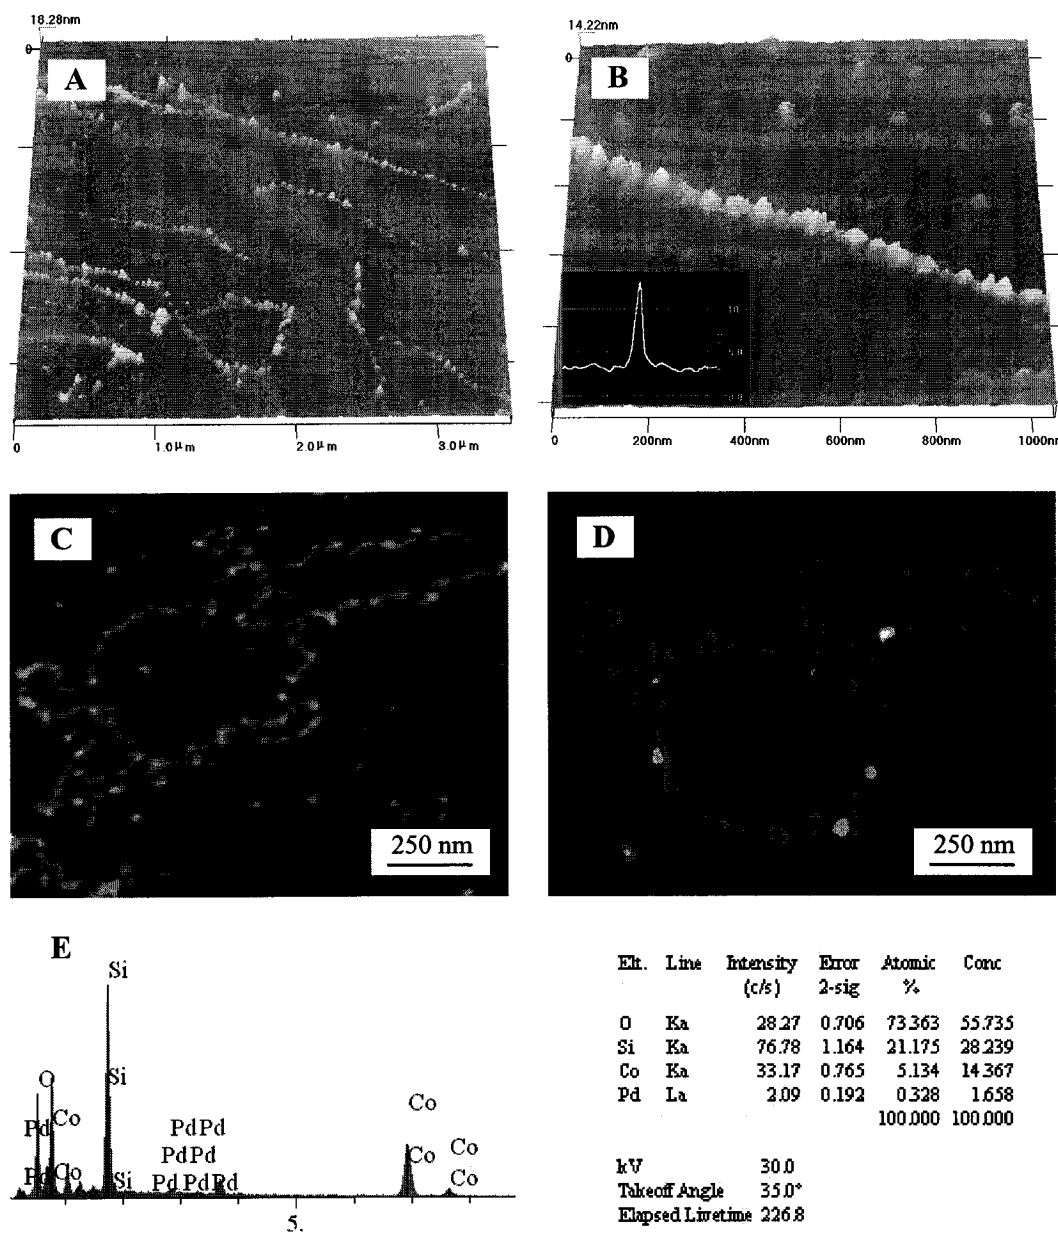 18.28nm
0
A
0
1.0μm
2.0μm
3.0μm
14.22nm
0
B
10
5.0
0
200nm
400nm
600nm
800nm
1000nm
C
250 nm
D
250 nm
E
Si
O
Si
Pd
Co
Pd
Co
Si
Pd Pd
Pd Pd
Pd Pd Pd
Co
Co
Co
Co
5.
Elt. Line Intensity Error Atomic Conc
(c/s) 2-sig %
O Ka 28.27 0.706 73.363 55.735
Si Ka 76.78 1.164 21.175 28.239
Co Ka 33.17 0.765 5.134 14.367
Pd La 2.09 0.192 0.328 1.658
100.000 100.000
kV 30.0
Takeoff Angle 35.0°
Elapsed Livetime 226.8